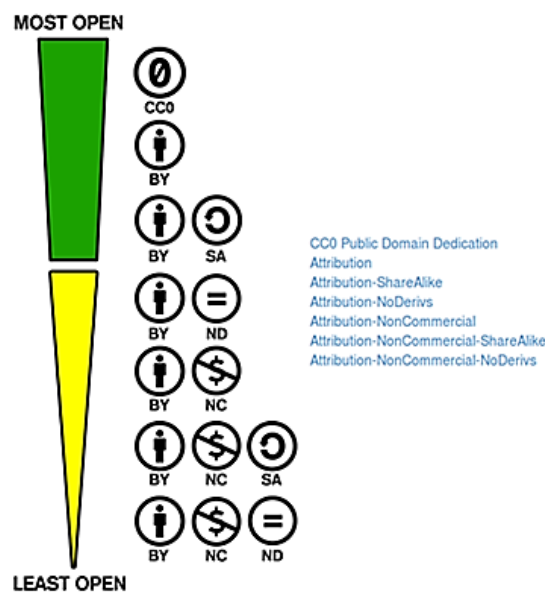 MOST OPEN
CC0
BY
BY SA
BY ND
BY NC
BY NC SA
BY NC ND
LEAST OPEN
CC0 Public Domain Dedication
Attribution
Attribution-ShareAlike
Attribution-NoDerivs
Attribution-NonCommercial
Attribution-NonCommercial-ShareAlike
Attribution-NonCommercial-NoDerivs